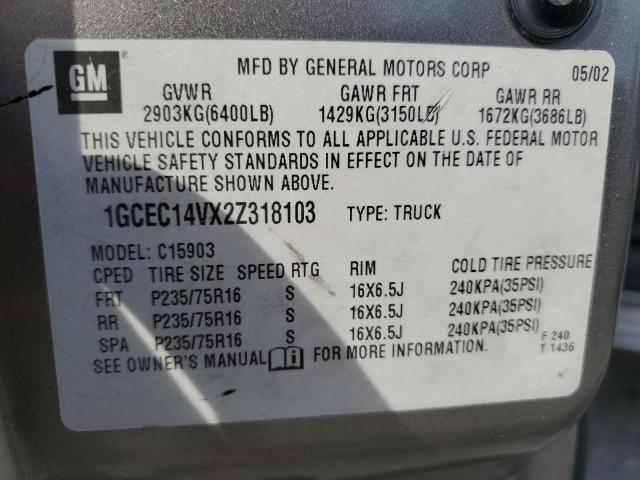 GM ® MFD BY GENERAL MOTORS CORP 05/02
GVWR GAWR FRT GAWR RR
2903KG(6400LB) 1429KG(3150LB) 1672KG(3686LB)
THIS VEHICLE CONFORMS TO ALL APPLICABLE U.S. FEDERAL MOTOR
VEHICLE SAFETY STANDARDS IN EFFECT ON THE DATE OF
MANUFACTURE SHOWN ABOVE.
1GCEC14VX2Z318103 TYPE: TRUCK
MODEL: C15903
CPED TIRE SIZE SPEED RTG RIM COLD TIRE PRESSURE
FRT P235/75R16 S 16X6.5J 240KPA(35PSI)
RR P235/75R16 S 16X6.5J 240KPA(35PSI)
SPA P235/75R16 S 16X6.5J 240KPA(35PSI)
SEE OWNER'S MANUAL i FOR MORE INFORMATION. F 240
T 1436